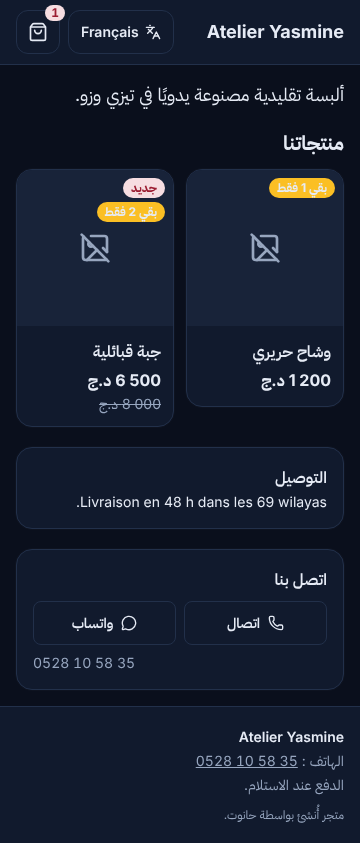 Atelier Yasmine
Français
1
ألبسة تقليدية مصنوعة يدويًا في تيزي وزو.
منتجاتنا
بقي 1 فقط
وشاح حريري
1 200 د.ج
جديد
بقي 2 فقط
جبة قبائلية
6 500 د.ج
8 000 د.ج
التوصيل
Livraison en 48 h dans les 69 wilayas.
اتصل بنا
اتصال
واتساب
0528 10 58 35
Atelier Yasmine
الهاتف : 0528 10 58 35
الدفع عند الاستلام.
متجر أُنشئ بواسطة حانوت.